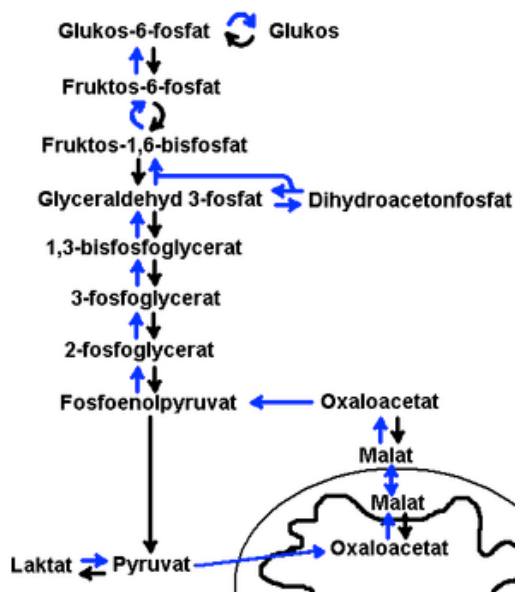 Glukos-6-fosfat Glukos
Fruktos-6-fosfat
Fruktos-1,6-bisfosfat
Glyceraldehyd 3-fosfat Dihydroacetonfosfat
1,3-bisfosfoglycerat
3-fosfoglycerat
2-fosfoglycerat
Fosfoenolpyruvat Oxaloacetat
Malat
Malat
Oxaloacetat
Laktat Pyruvat